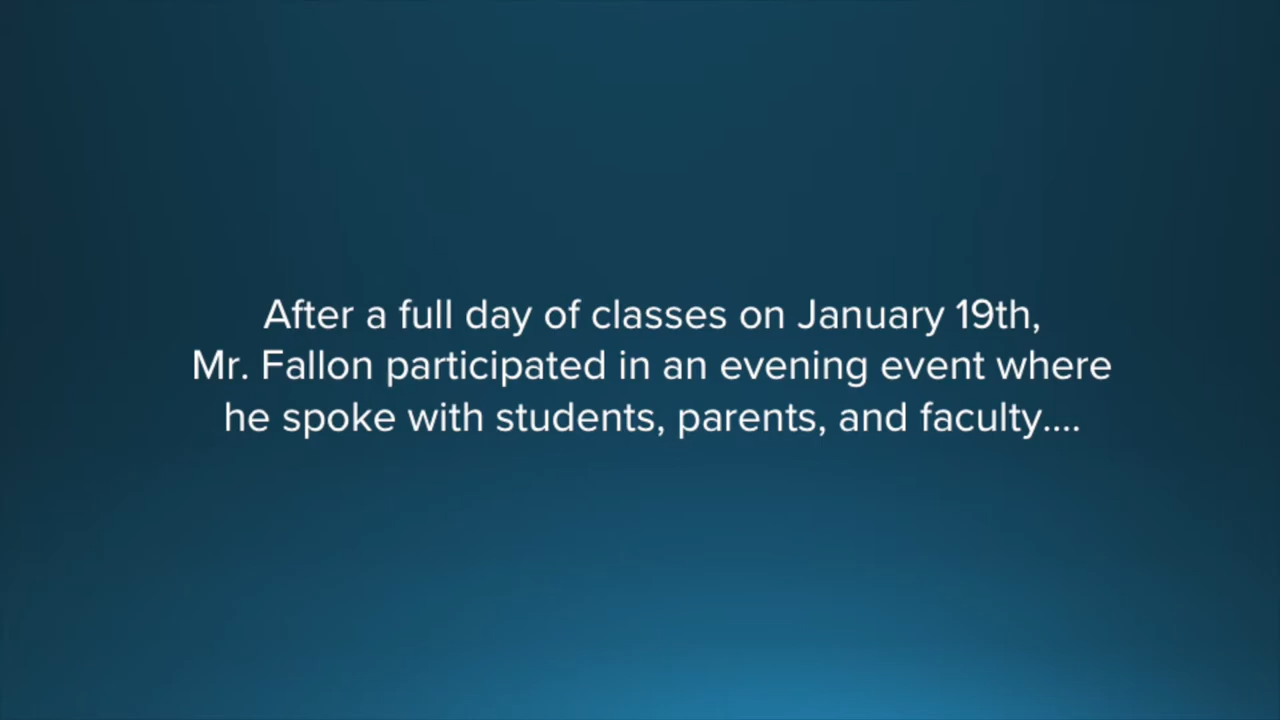 After a full day of classes on January 19th,
Mr. Fallon participated in an evening event where
he spoke with students, parents, and faculty....